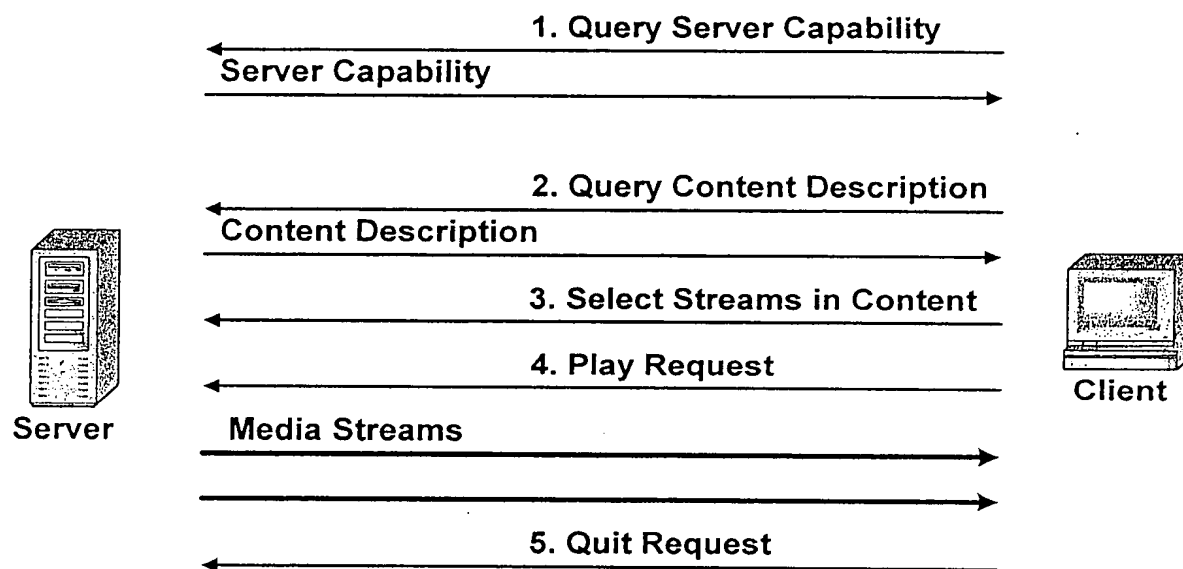 1. Query Server Capability
Server Capability
2. Query Content Description
Content Description
3. Select Streams in Content
4. Play Request
Client
Server
Media Streams
5. Quit Request